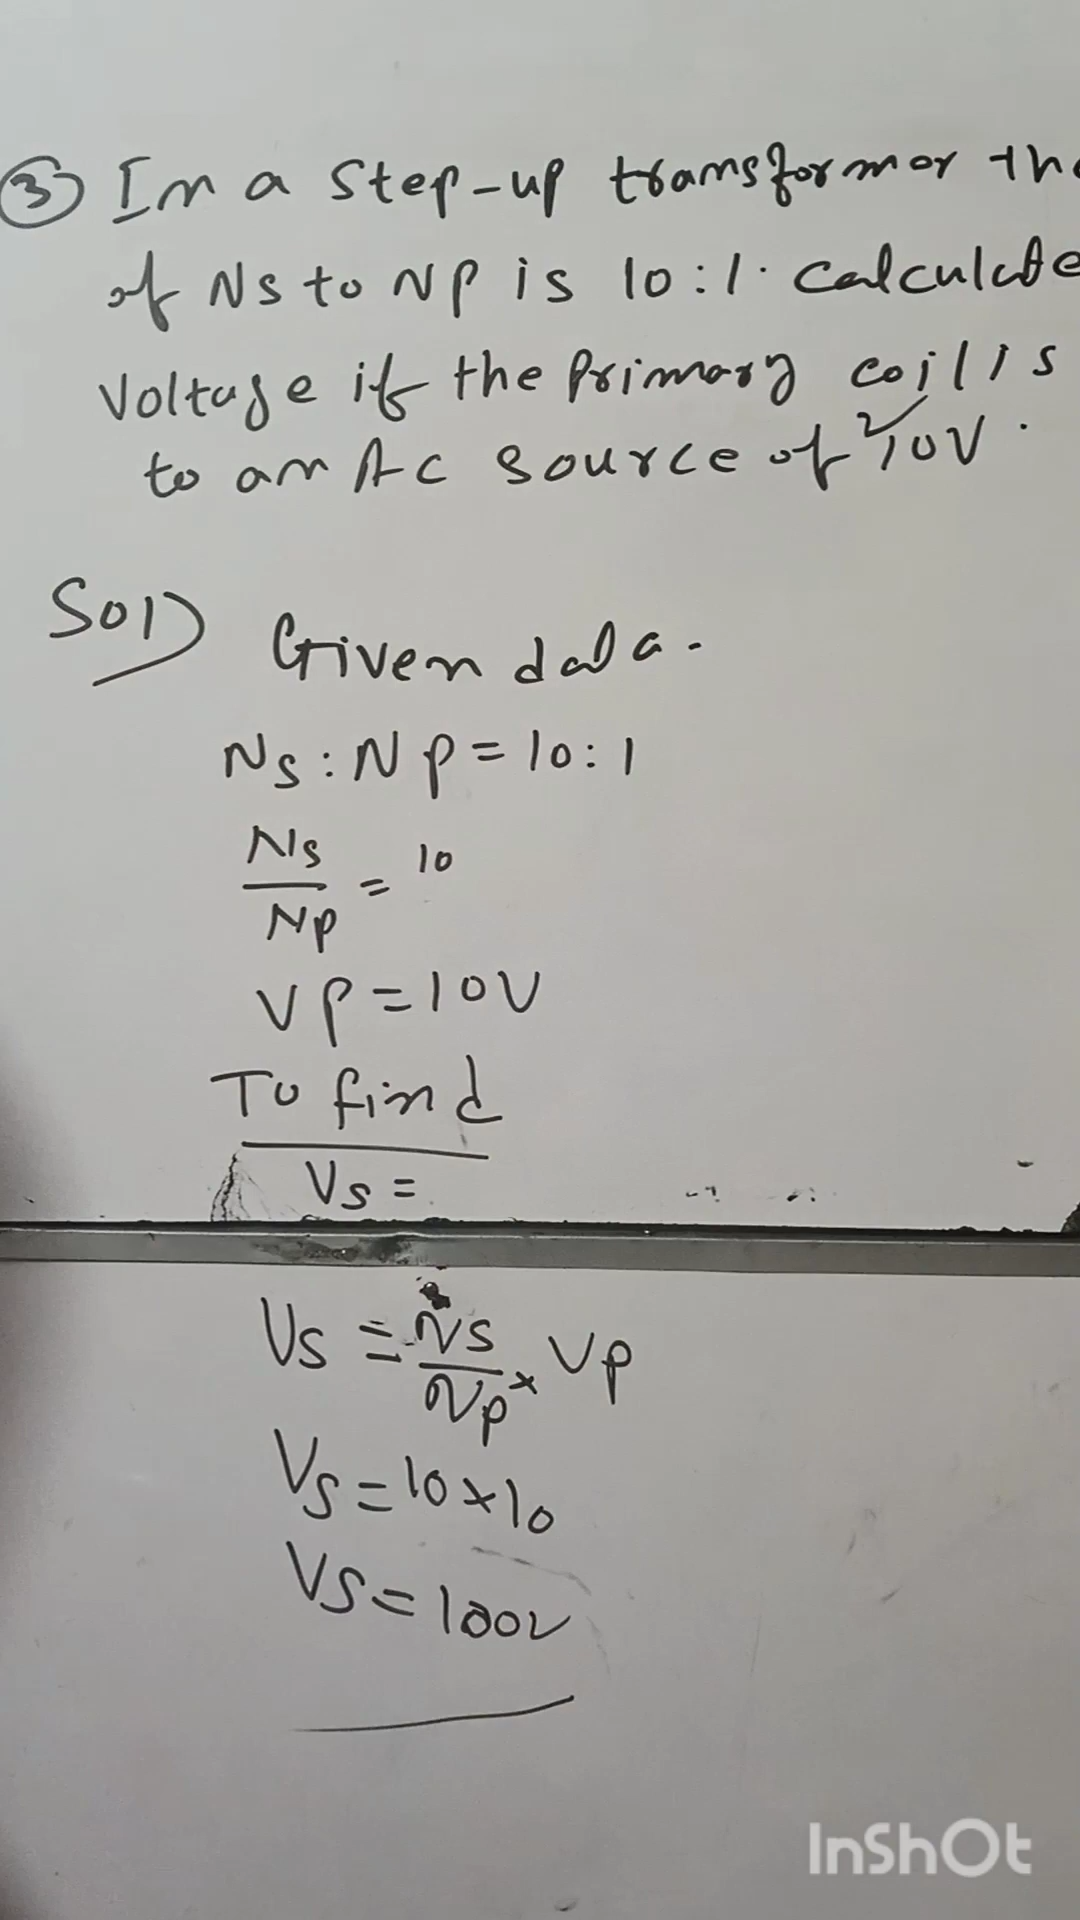 ③ In a step-up transformer the
of Ns to Np is 10:1. calculate
voltage if the primary coil is
to an AC source of 10V.
Sol)
Given data.
Ns:Np=10:1
Ns/Np = 10
VP=10V
To find
Vs=
Vs = Ns/Np × Vp
Vs=10×10
Vs=100V
InShOt